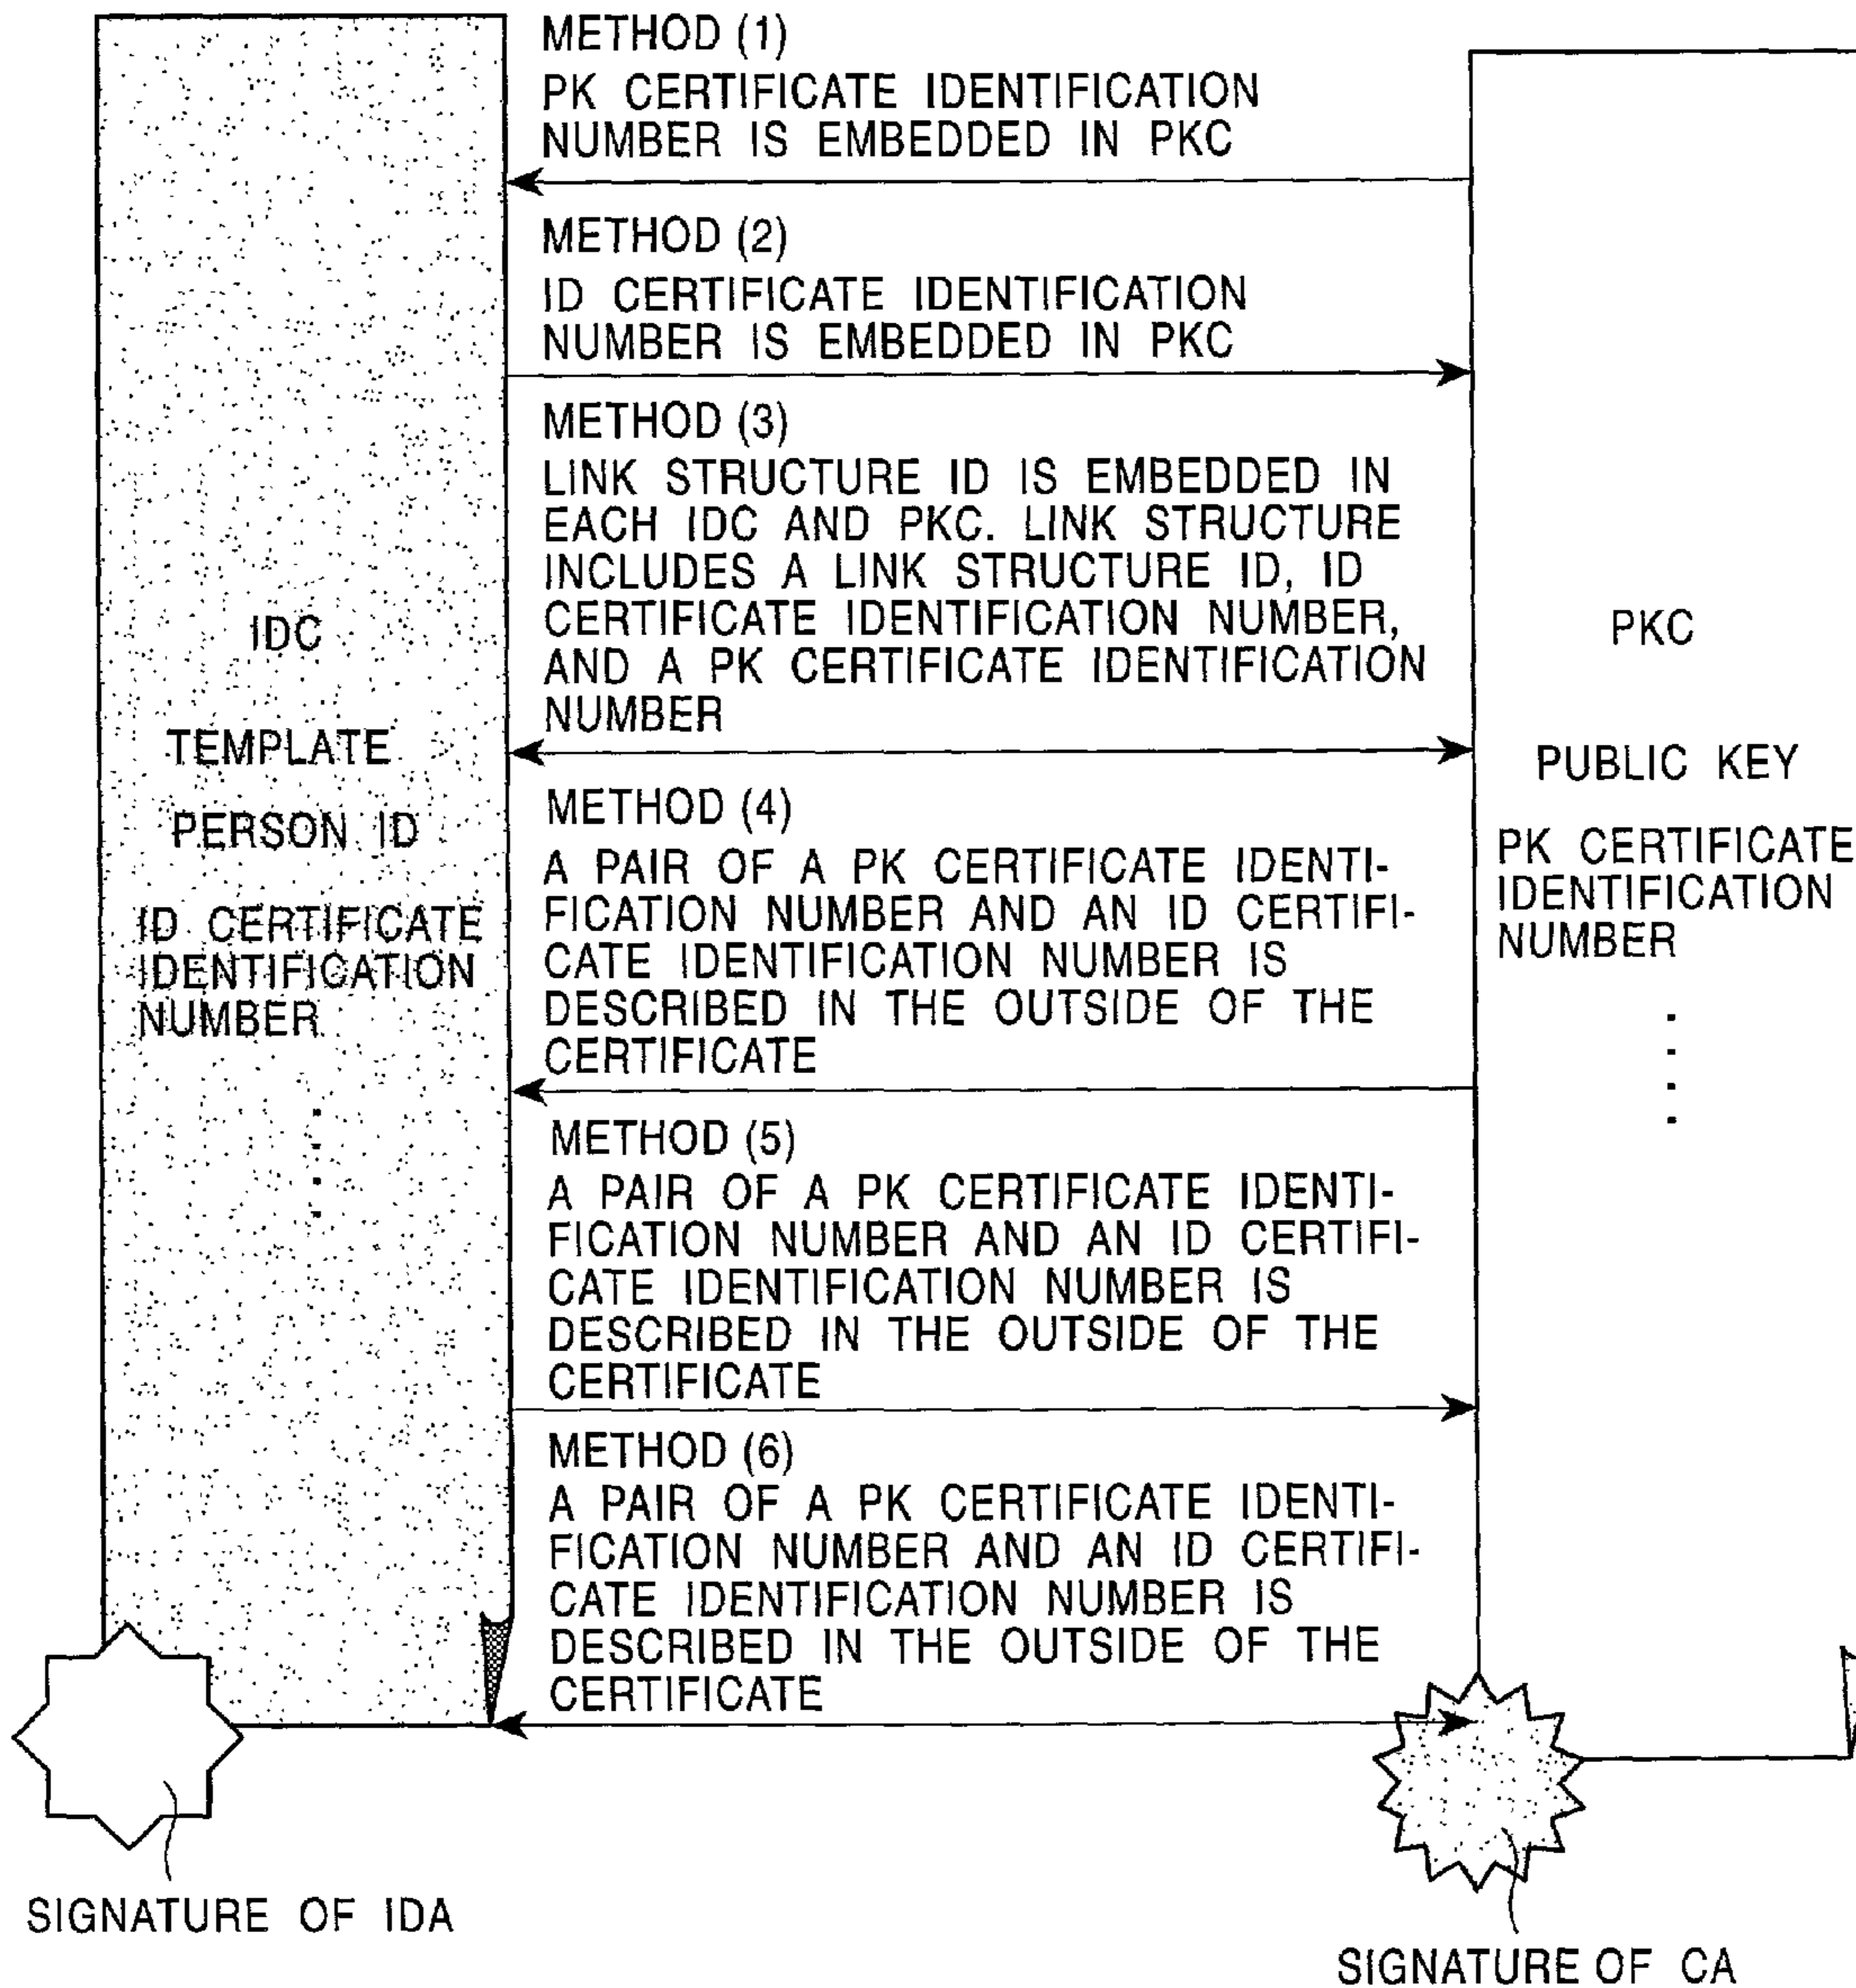 METHOD (1)
PK CERTIFICATE IDENTIFICATION
NUMBER IS EMBEDDED IN PKC
METHOD (2)
ID CERTIFICATE IDENTIFICATION
NUMBER IS EMBEDDED IN PKC
METHOD (3)
LINK STRUCTURE ID IS EMBEDDED IN
EACH IDC AND PKC. LINK STRUCTURE
INCLUDES A LINK STRUCTURE ID, ID
CERTIFICATE IDENTIFICATION NUMBER,
AND A PK CERTIFICATE IDENTIFICATION
NUMBER
METHOD (4)
A PAIR OF A PK CERTIFICATE IDENTI-
FICATION NUMBER AND AN ID CERTIFI-
CATE IDENTIFICATION NUMBER IS
DESCRIBED IN THE OUTSIDE OF THE
CERTIFICATE
METHOD (5)
A PAIR OF A PK CERTIFICATE IDENTI-
FICATION NUMBER AND AN ID CERTIFI-
CATE IDENTIFICATION NUMBER IS
DESCRIBED IN THE OUTSIDE OF THE
CERTIFICATE
METHOD (6)
A PAIR OF A PK CERTIFICATE IDENTI-
FICATION NUMBER AND AN ID CERTIFI-
CATE IDENTIFICATION NUMBER IS
DESCRIBED IN THE OUTSIDE OF THE
CERTIFICATE
IDC
TEMPLATE
PERSON ID
ID CERTIFICATE
IDENTIFICATION
NUMBER
PKC
PUBLIC KEY
PK CERTIFICATE
IDENTIFICATION
NUMBER
SIGNATURE OF IDA
SIGNATURE OF CA